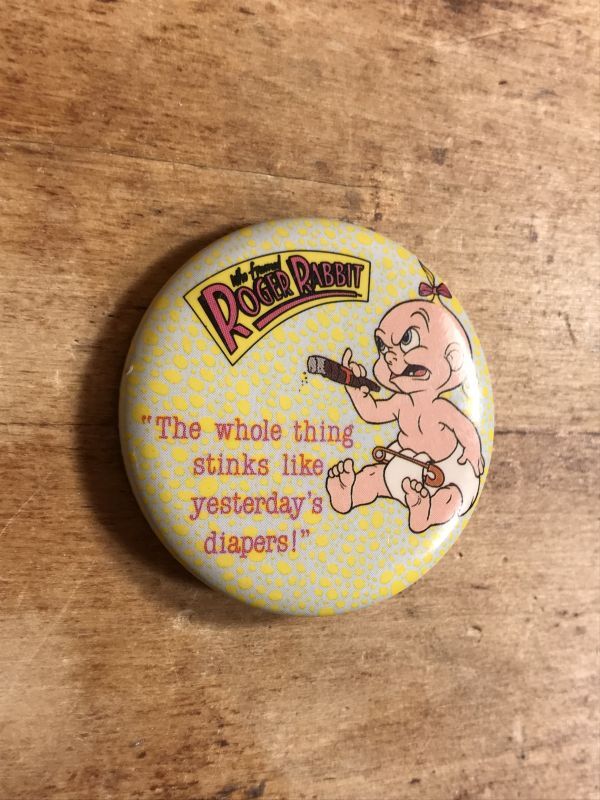 Who framed
ROGER RABBIT
"The whole thing
stinks like
yesterday's
diapers!"